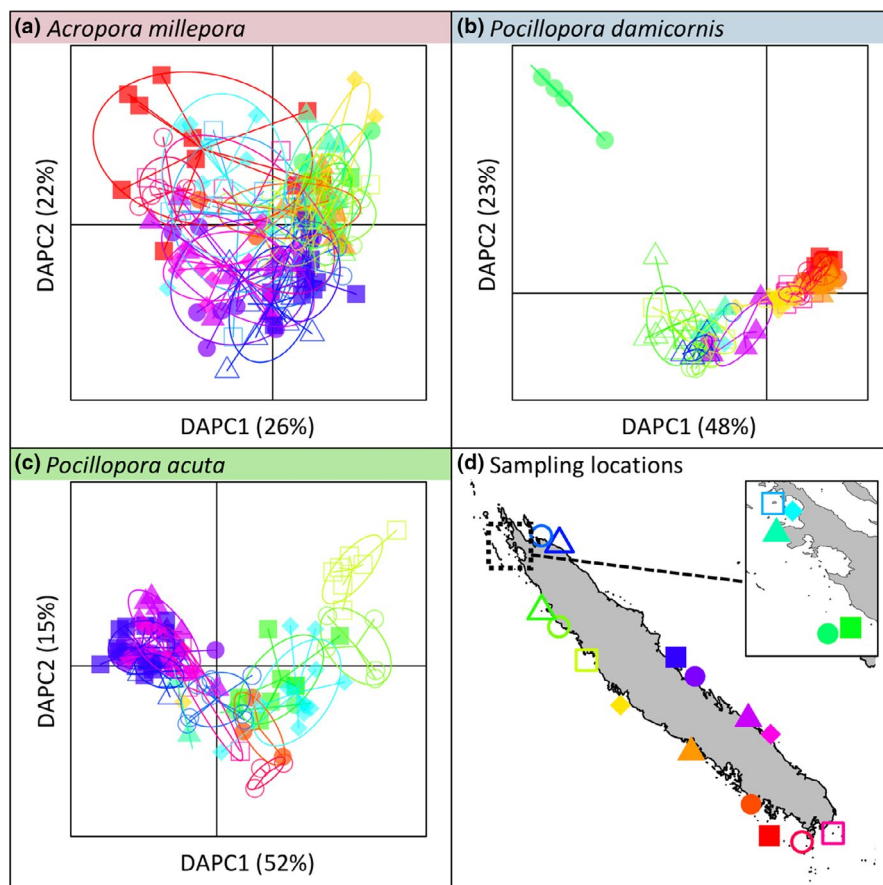 (a) Acropora millepora
DAPC2 (22%)
DAPC1 (26%)
(b) Pocillopora damicornis
DAPC2 (23%)
DAPC1 (48%)
(c) Pocillopora acuta
DAPC2 (15%)
DAPC1 (52%)
(d) Sampling locations